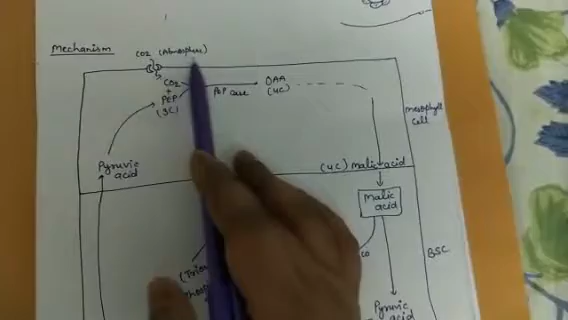 Mechanism
CO2 (Atmosphere)
CO2
+
PEP
(3C)
PEP case
OAA
(4C)
mesophyll
cell
Pyruvic
acid
(4C) malic acid
Malic
acid
BSC
CO
Pyruvic
acid